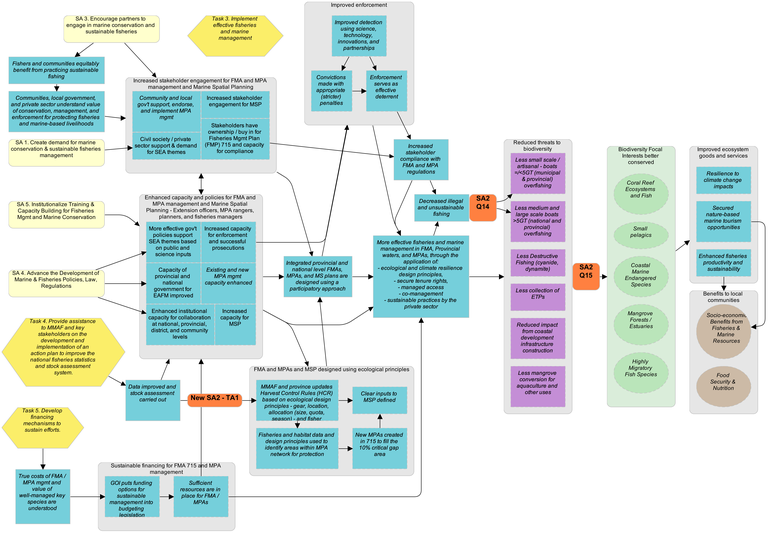 SA 3. Encourage partners to
engage in marine conservation and
sustainable fisheries
Task 3. Implement
effective fisheries and
marine management
Fishers and communities equitably
benefit from practicing sustainable
fishing
Communities, local government,
and private sector understand value
of conservation, management, and
enforcement for protecting fisheries
and marine-based livelihoods
SA 1. Create demand for marine
conservation & sustainable fisheries
management
SA 5. Institutionalize Training &
Capacity Building for Fisheries
Mgmt and Marine Conservation
SA 4. Advance the Development of
Marine & Fisheries Policies, Law,
Regulations
Task 4. Provide assistance
to MMAF and key
stakeholders on the
development and
implementation of an
action plan to improve the
national fisheries statistics
and stock assessment
system.
Task 5. Develop
financing
mechanisms to
sustain efforts.
True costs of FMA /
MPA mgmt and
value of
well-managed key
species are
understood
Increased stakeholder engagement for FMA and MPA
management and Marine Spatial Planning
Community and local
gov't support, endorse,
and implement MPA
mgmt
Increased stakeholder
engagement for MSP
Civil society / private
sector support & demand
for SEA themes
Stakeholders have
ownership / buy in for
Fisheries Mgmt Plan
(FMP) 715 and capacity
for compliance
Enhanced capacity and policies for FMA and
MPA management and Marine Spatial
Planning - Extension officers, MPA rangers,
planners, and fisheries managers
More effective gov't
policies support
SEA themes based
on public and
science inputs
Increased capacity for
enforcement and
successful prosecutions
Capacity of
provincial and
national government
for EAFM improved
Existing and new
MPA mgmt
capacity enhanced
Enhanced institutional
capacity for collaboration
at national, provincial,
district, and community
levels
Increased
capacity for
MSP
Data improved and
stock assessment
carried out
New SA2 - TA1
Sustainable financing for FMA 715 and MPA
management
GOI puts funding
options for
sustainable
management into
budgeting
legislation
Sufficient
resources are in
place for FMA /
MPAs
Improved enforcement
Improved detection
using science,
technology,
innovations, and
partnerships
Convictions
made with
appropriate
(stricter)
penalties
Enforcement
serves as
effective
deterrent
Increased
stakeholder
compliance with
FMA and MPA
regulations
Decreased illegal
and unsustainable
fishing
Integrated provincial and
national level FMAs,
MPAs, and MS plans are
designed using a
participatory approach
More effective fisheries and marine
management in FMA, Provincial
waters, and MPAs, through the
application of:
- ecological and climate resilience
design principles,
- secure tenure rights,
- managed access
- co-management
- sustainable practices by the
private sector
FMA and MPAs and MSP designed using ecological principles
MMAF and province updates
Harvest Control Rules (HCR)
based on ecological design
principles - gear, location,
allocation (size, quota,
season) - and fisher
Clear inputs to
MSP defined
Fisheries and habitat data and
design principles used to
identify areas within MPA
network for protection
New MPAs created
in 715 to fill the
10% critical gap
area
SA2
Q14
Reduced threats to
biodiversity
Less small scale /
artisanal - boats
=/<5GT (municipal
& provincial)
overfishing
Less medium and
large scale boats
>5GT (national and
provincial)
overfishing
Less Destructive
Fishing (cyanide,
dynamite)
Less collection of
ETPs
Reduced impact
from coastal
development
infrastructure
construction
Less mangrove
conversion for
aquaculture and
other uses
SA2
Q15
Biodiversity Focal
Interests better
conserved
Coral Reef
Ecosystems
and Fish
Small
pelagics
Coastal
Marine
Endangered
Species
Mangrove
Forests /
Estuaries
Highly
Migratory
Fish Species
Improved ecosystem
goods and services
Resilience to
climate change
impacts
Secured
nature-based
marine tourism
opportunities
Enhanced fisheries
productivity and
sustainability
Benefits to local
communities
Socio-economic
Benefits from
Fisheries &
Marine
Resources
Food
Security &
Nutrition